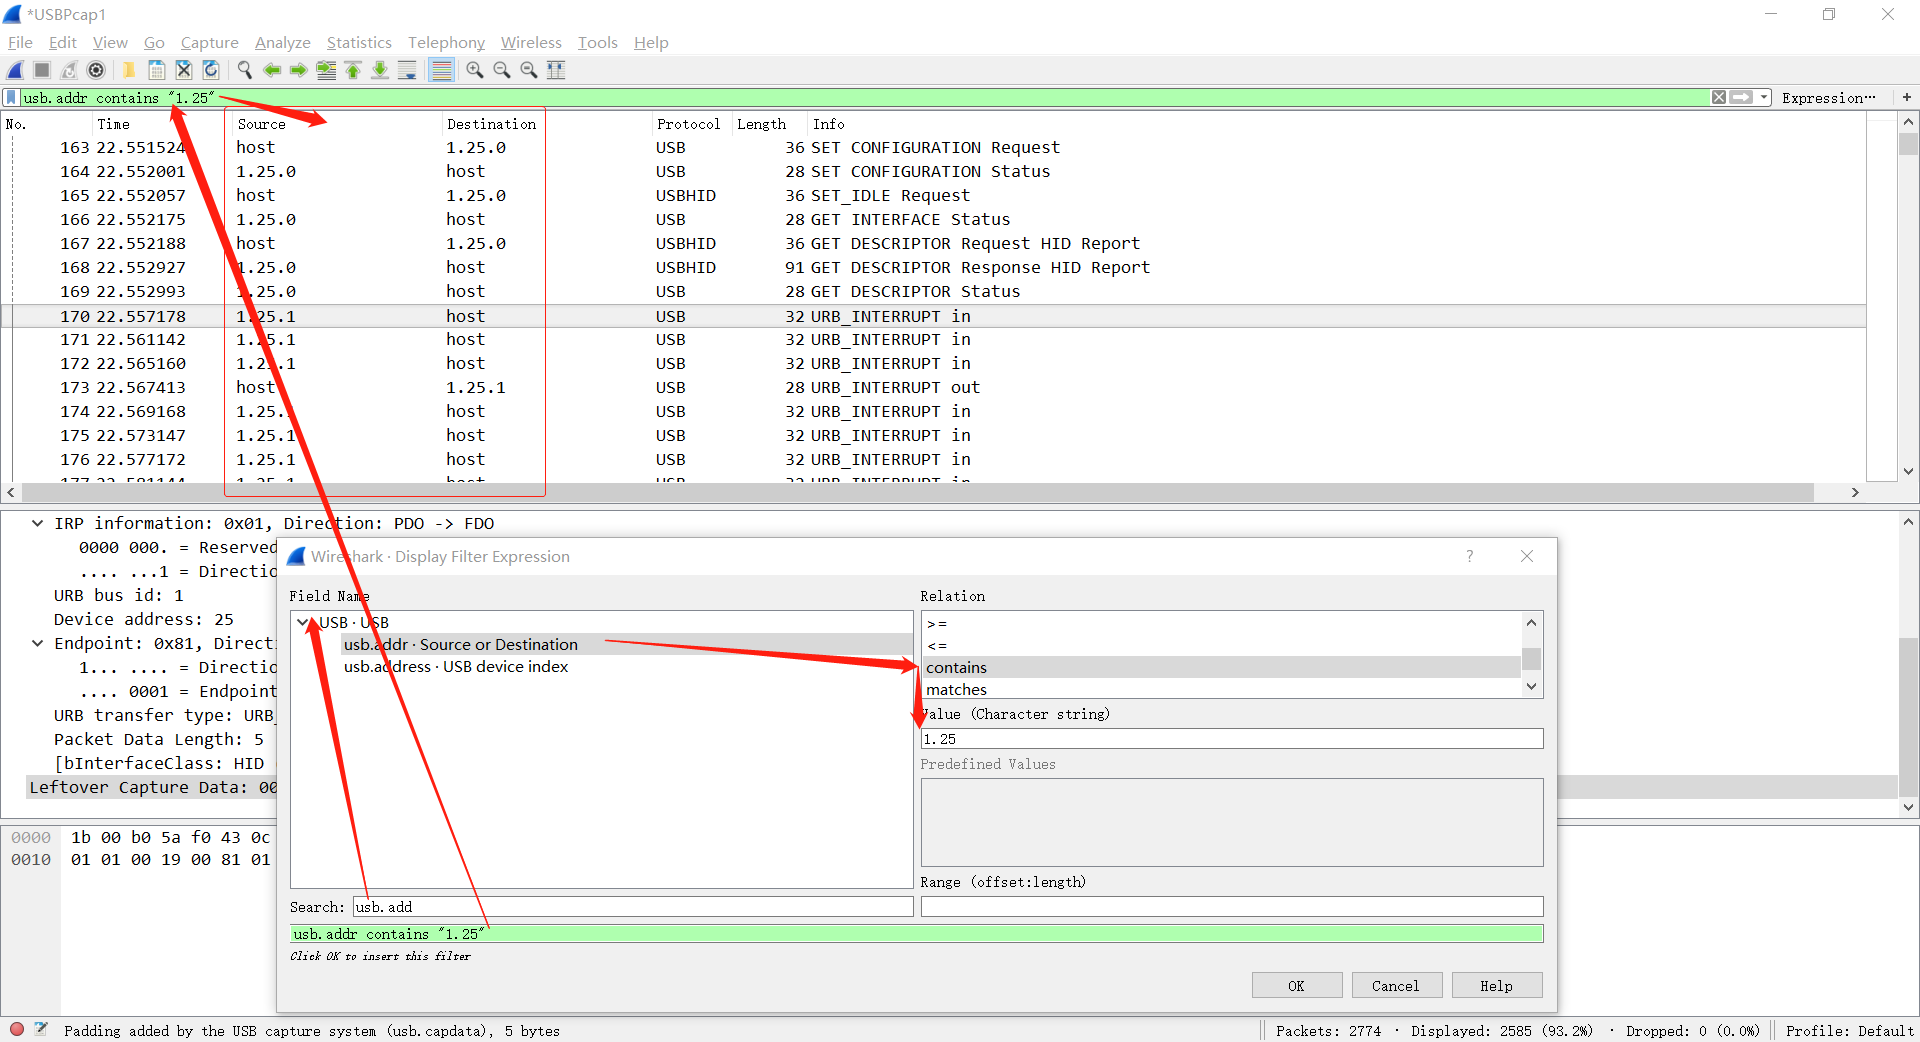 *USBPcap1
File Edit View Go Capture Analyze Statistics Telephony Wireless Tools Help
usb.addr contains "1.25"
Expression… +
No. Time Source Destination Protocol Length Info
163 22.551524 host 1.25.0 USB 36 SET CONFIGURATION Request
164 22.552001 1.25.0 host USB 28 SET CONFIGURATION Status
165 22.552057 host 1.25.0 USBHID 36 SET_IDLE Request
166 22.552175 1.25.0 host USB 28 GET INTERFACE Status
167 22.552188 host 1.25.0 USBHID 36 GET DESCRIPTOR Request HID Report
168 22.552927 1.25.0 host USBHID 91 GET DESCRIPTOR Response HID Report
169 22.552993 1.25.0 host USB 28 GET DESCRIPTOR Status
170 22.557178 1.25.1 host USB 32 URB_INTERRUPT in
171 22.561142 1.25.1 host USB 32 URB_INTERRUPT in
172 22.565160 1.25.1 host USB 32 URB_INTERRUPT in
173 22.567413 host 1.25.1 USB 28 URB_INTERRUPT out
174 22.569168 1.25.1 host USB 32 URB_INTERRUPT in
175 22.573147 1.25.1 host USB 32 URB_INTERRUPT in
176 22.577172 1.25.1 host USB 32 URB_INTERRUPT in
177 22.581144 1.25.1 host USB 32 URB_INTERRUPT in
IRP information: 0x01, Direction: PDO -> FDO
0000 000. = Reserved
.... ...1 = Directio
URB bus id: 1
Device address: 25
Endpoint: 0x81, Direct
1... .... = Directio
.... 0001 = Endpoint
URB transfer type: URB_
Packet Data Length: 5
[bInterfaceClass: HID
Leftover Capture Data: 00
0000 1b 00 b0 5a f0 43 0c
0010 01 01 00 19 00 81 01
Wireshark · Display Filter Expression
?
Field Name
USB · USB
usb.addr · Source or Destination
usb.address · USB device index
Search: usb.add
Relation
>=
<=
contains
matches
Value (Character string)
1.25
Predefined Values
Range (offset:length)
usb.addr contains "1.25"
Click OK to insert this filter
OK Cancel Help
Padding added by the USB capture system (usb.capdata), 5 bytes
Packets: 2774 · Displayed: 2585 (93.2%) · Dropped: 0 (0.0%)
Profile: Default